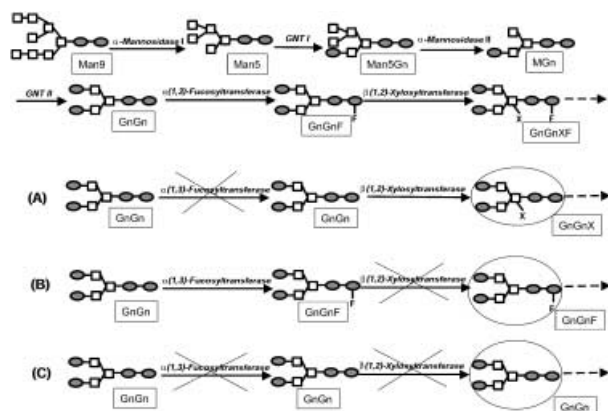 α-Mannosidase I GNT I α-Mannosidase II
Man9 Man5 Man5Gn MGn
GNT II α(1,3)-Fucosyltransferase β(1,2)-Xylosyltransferase
F X F
GnGn GnGnF GnGnXF
(A) α(1,3)-Fucosyltransferase β(1,2)-Xylosyltransferase
X
GnGn GnGn GnGnX
(B) α(1,3)-Fucosyltransferase β(1,2)-Xylosyltransferase
F F
GnGn GnGnF GnGnF
(C) α(1,3)-Fucosyltransferase β(1,2)-Xylosyltransferase
GnGn GnGn GnGn